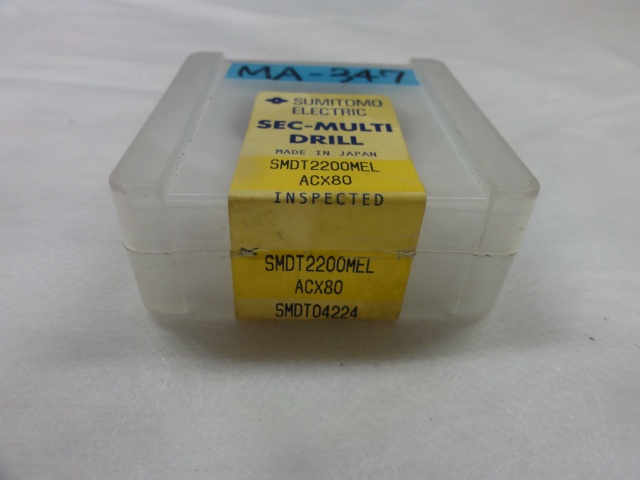 MA-347
SUMITOMO
ELECTRIC
SEC-MULTI
DRILL
MADE IN JAPAN
SMDT2200MEL
ACX80
INSPECTED
SMDT2200MEL
ACX80
SMDT04224